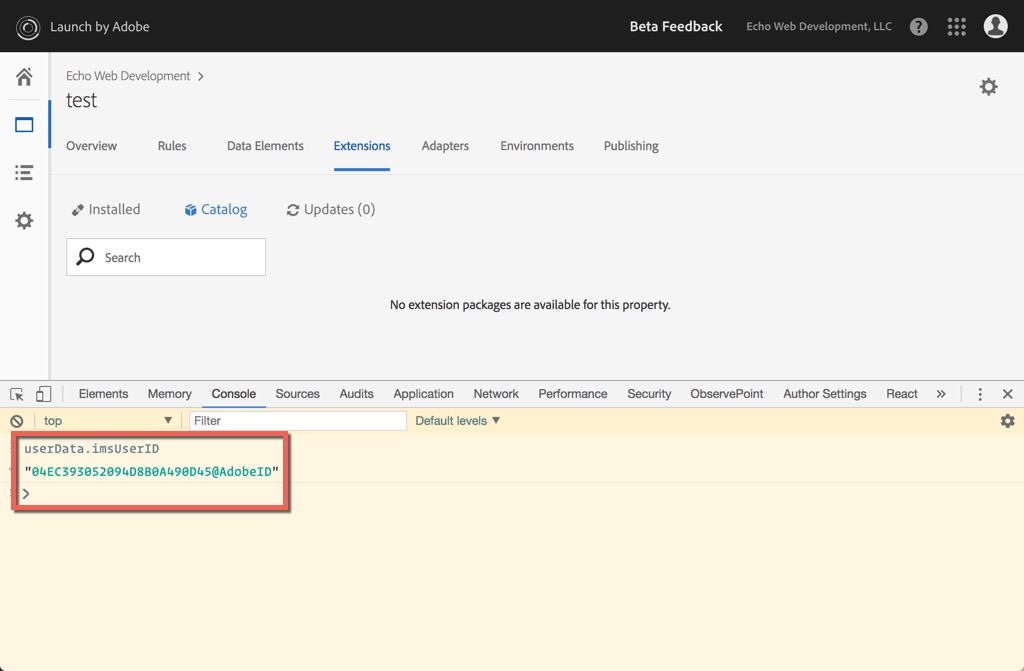 Launch by Adobe Beta Feedback Echo Web Development, LLC ?
Echo Web Development >
test
Overview Rules Data Elements Extensions Adapters Environments Publishing
Installed Catalog Updates (0)
Search
No extension packages are available for this property.
Elements Memory Console Sources Audits Application Network Performance Security ObservePoint Author Settings React »
top Filter Default levels
userData.imsUserID
"04EC393052094D8B0A490D45@AdobeID"
>